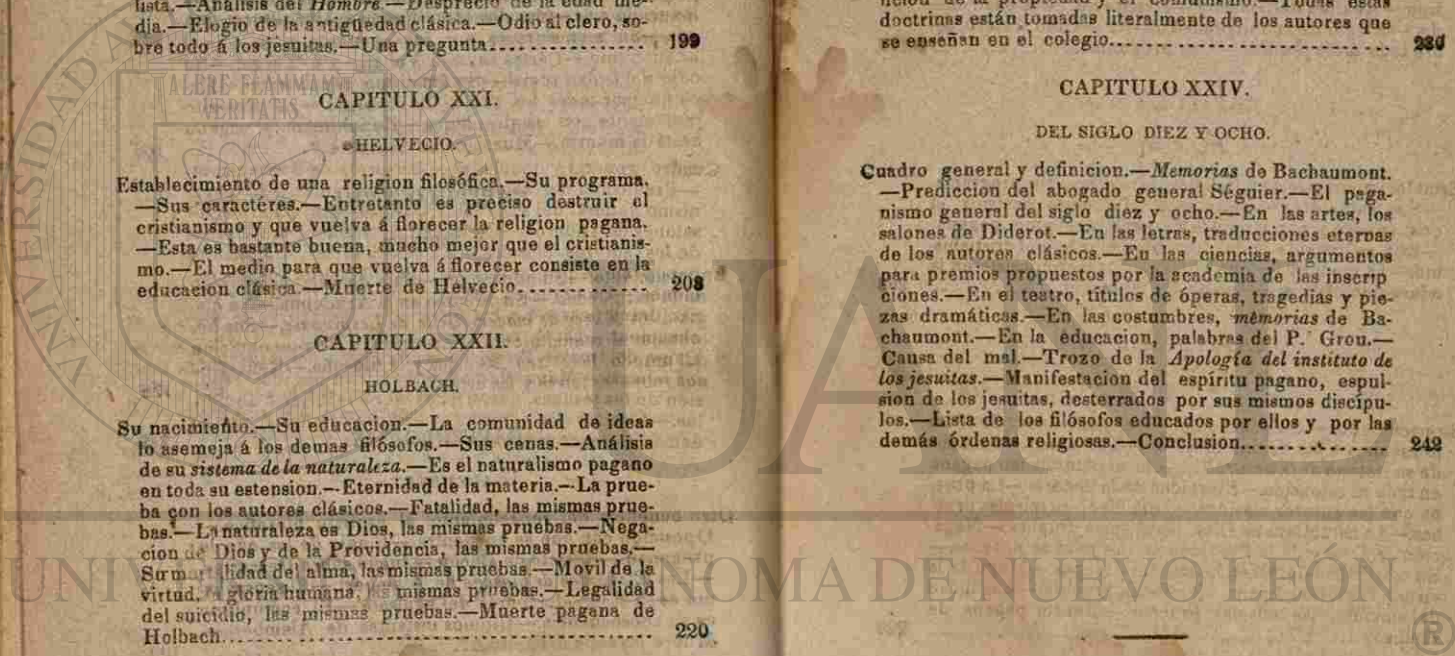 lista.—Análisis del Hombre.—Desprecio de la edad me-
dia.—Elogio de la antigüedad clásica.—Odio al clero, so-
bre todo á los jesuitas.—Una pregunta................ 199
CAPITULO XXI.
HELVECIO.
Establecimiento de una religion filosófica.—Su programa.
—Sus caractéres.—Entretanto es preciso destruir el
cristianismo y que vuelva á florecer la religion pagana.
—Esta es bastante buena, mucho mejor que el cristianis-
mo.—El medio para que vuelva á florecer consiste en la
educacion clásica.—Muerte de Helvecio............. 208
CAPITULO XXII.
HOLBACH.
Su nacimiento.—Su educacion.—La comunidad de ideas
lo asemeja á los demas filósofos.—Sus cenas.—Análisis
de su sistema de la naturaleza.—Es el naturalismo pagano
en toda su estension.—Eternidad de la materia.—La prue-
ba con los autores clásicos.—Fatalidad, las mismas prue-
bas.—La naturaleza es Dios, las mismas pruebas.—Nega-
cion de Dios y de la Providencia, las mismas pruebas.—
del alma, las mismas pruebas.—Movil de la
virtud, gloria humana, mismas pruebas.—Legalidad
del suicidio, las mismas pruebas.—Muerte pagana de
Holbach........................................... 220
nicion de la propiedad y el comunismo.—Todas estas
doctrinas están tomadas literalmente de los autores que
se enseñan en el colegio..............................
CAPITULO XXIV.
DEL SIGLO DIEZ Y OCHO.
Cuadro general y definicion.—Memorias de Bachaumont.
—Prediccion del abogado general Séguier.—El paga-
nismo general del siglo diez y ocho.—En las artes, los
salones de Diderot.—En las letras, traducciones eternas
de los autores clásicos.—En las ciencias, argumentos
para premios propuestos por la academia de las inscrip
ciones.—En el teatro, títulos de óperas, tragedias y pie-
zas dramáticas.—En las costumbres, memorias de Ba-
chaumont.—En la educacion, palabras del P. Grou.—
Causa del mal.—Trozo de la Apología del instituto de
los jesuitas.—Manifestacion del espíritu pagano, espul-
sion de los jesuitas, desterrados por sus mismos discípu-
los.—Lista de los filósofos educados por ellos y por las
demás órdenas religiosas.—Conclusion............... 242
ALERE FLAMMAM
VERITATIS
UANL
UNIVERSIDAD AUTÓNOMA DE NUEVO LEÓN
®